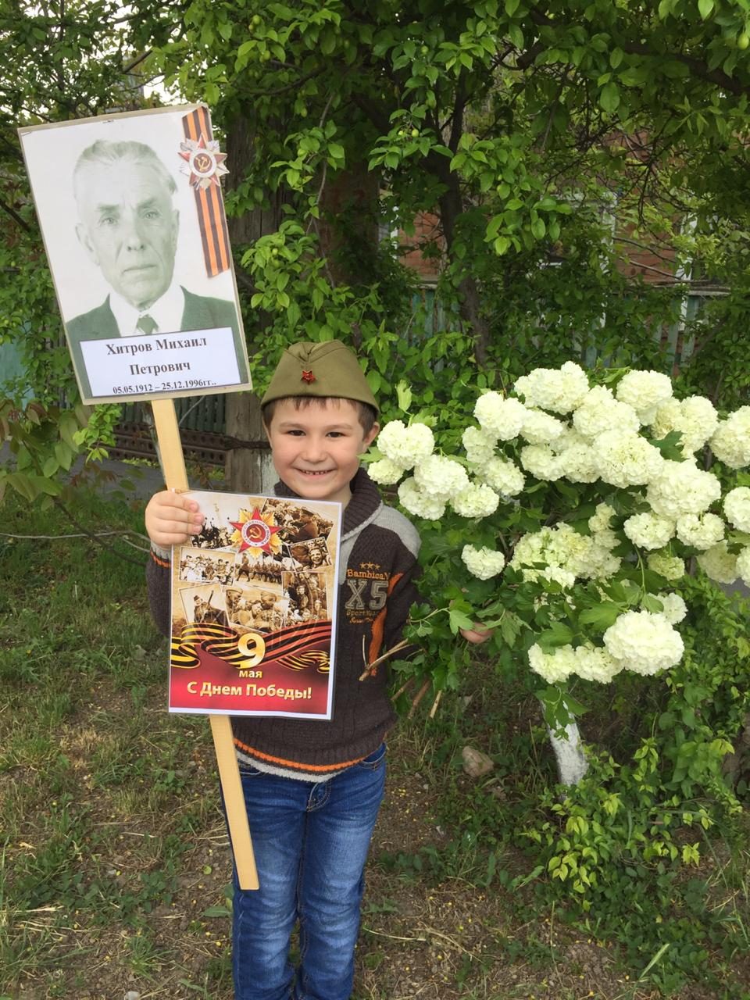 Хитров Михаил
Петрович
05.05.1912 – 25.12.1996гг..
9
мая
С Днем Победы!
BambicaN
X5